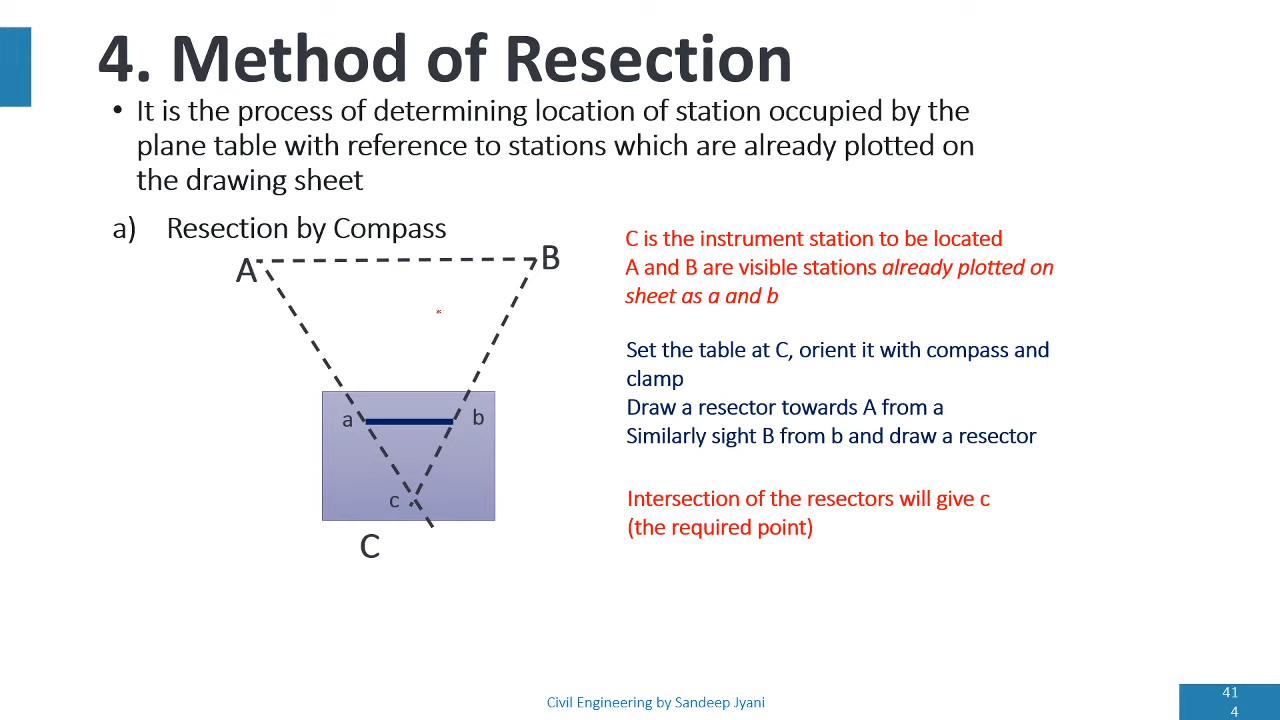 4. Method of Resection
• It is the process of determining location of station occupied by the
plane table with reference to stations which are already plotted on
the drawing sheet
a) Resection by Compass
A
B
a
b
c
C
C is the instrument station to be located
A and B are visible stations already plotted on
sheet as a and b
Set the table at C, orient it with compass and
clamp
Draw a resector towards A from a
Similarly sight B from b and draw a resector
Intersection of the resectors will give c
(the required point)
Civil Engineering by Sandeep Jyani
41
4